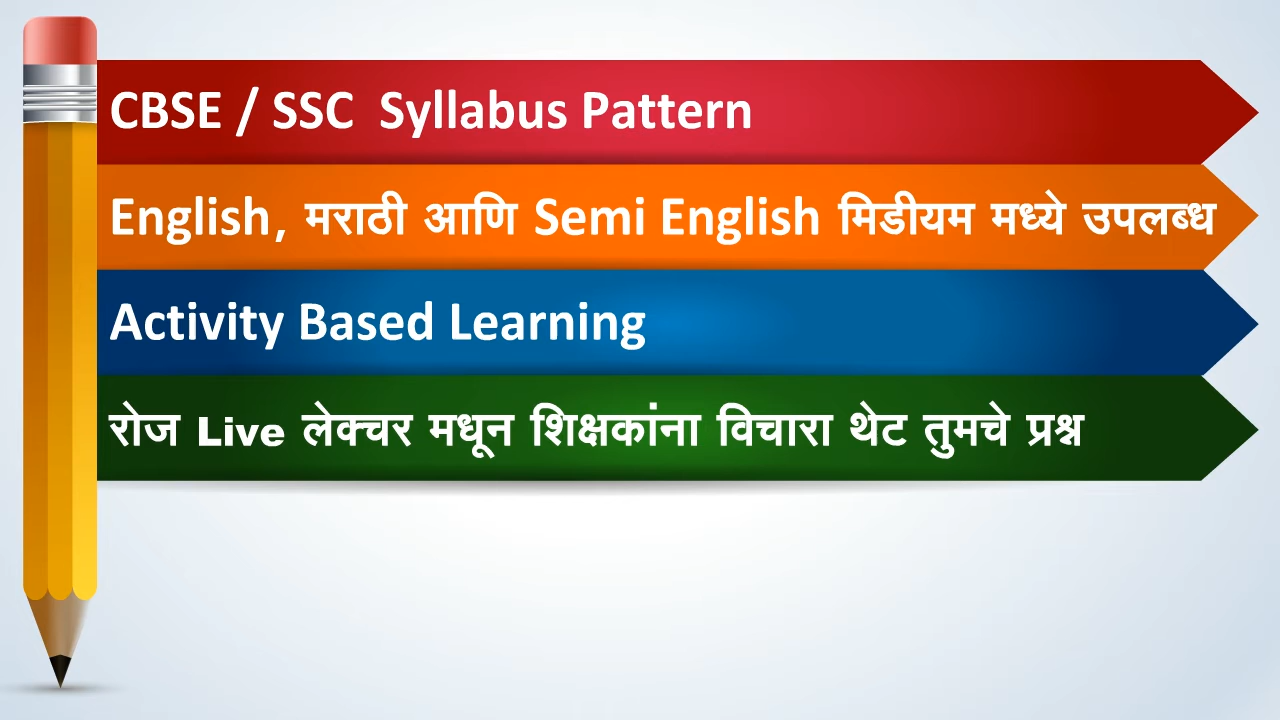 CBSE / SSC Syllabus Pattern
English, मराठी आणि Semi English मिडीयम मध्ये उपलब्ध
Activity Based Learning
रोज Live लेक्चर मधून शिक्षकांना विचारा थेट तुमचे प्रश्न